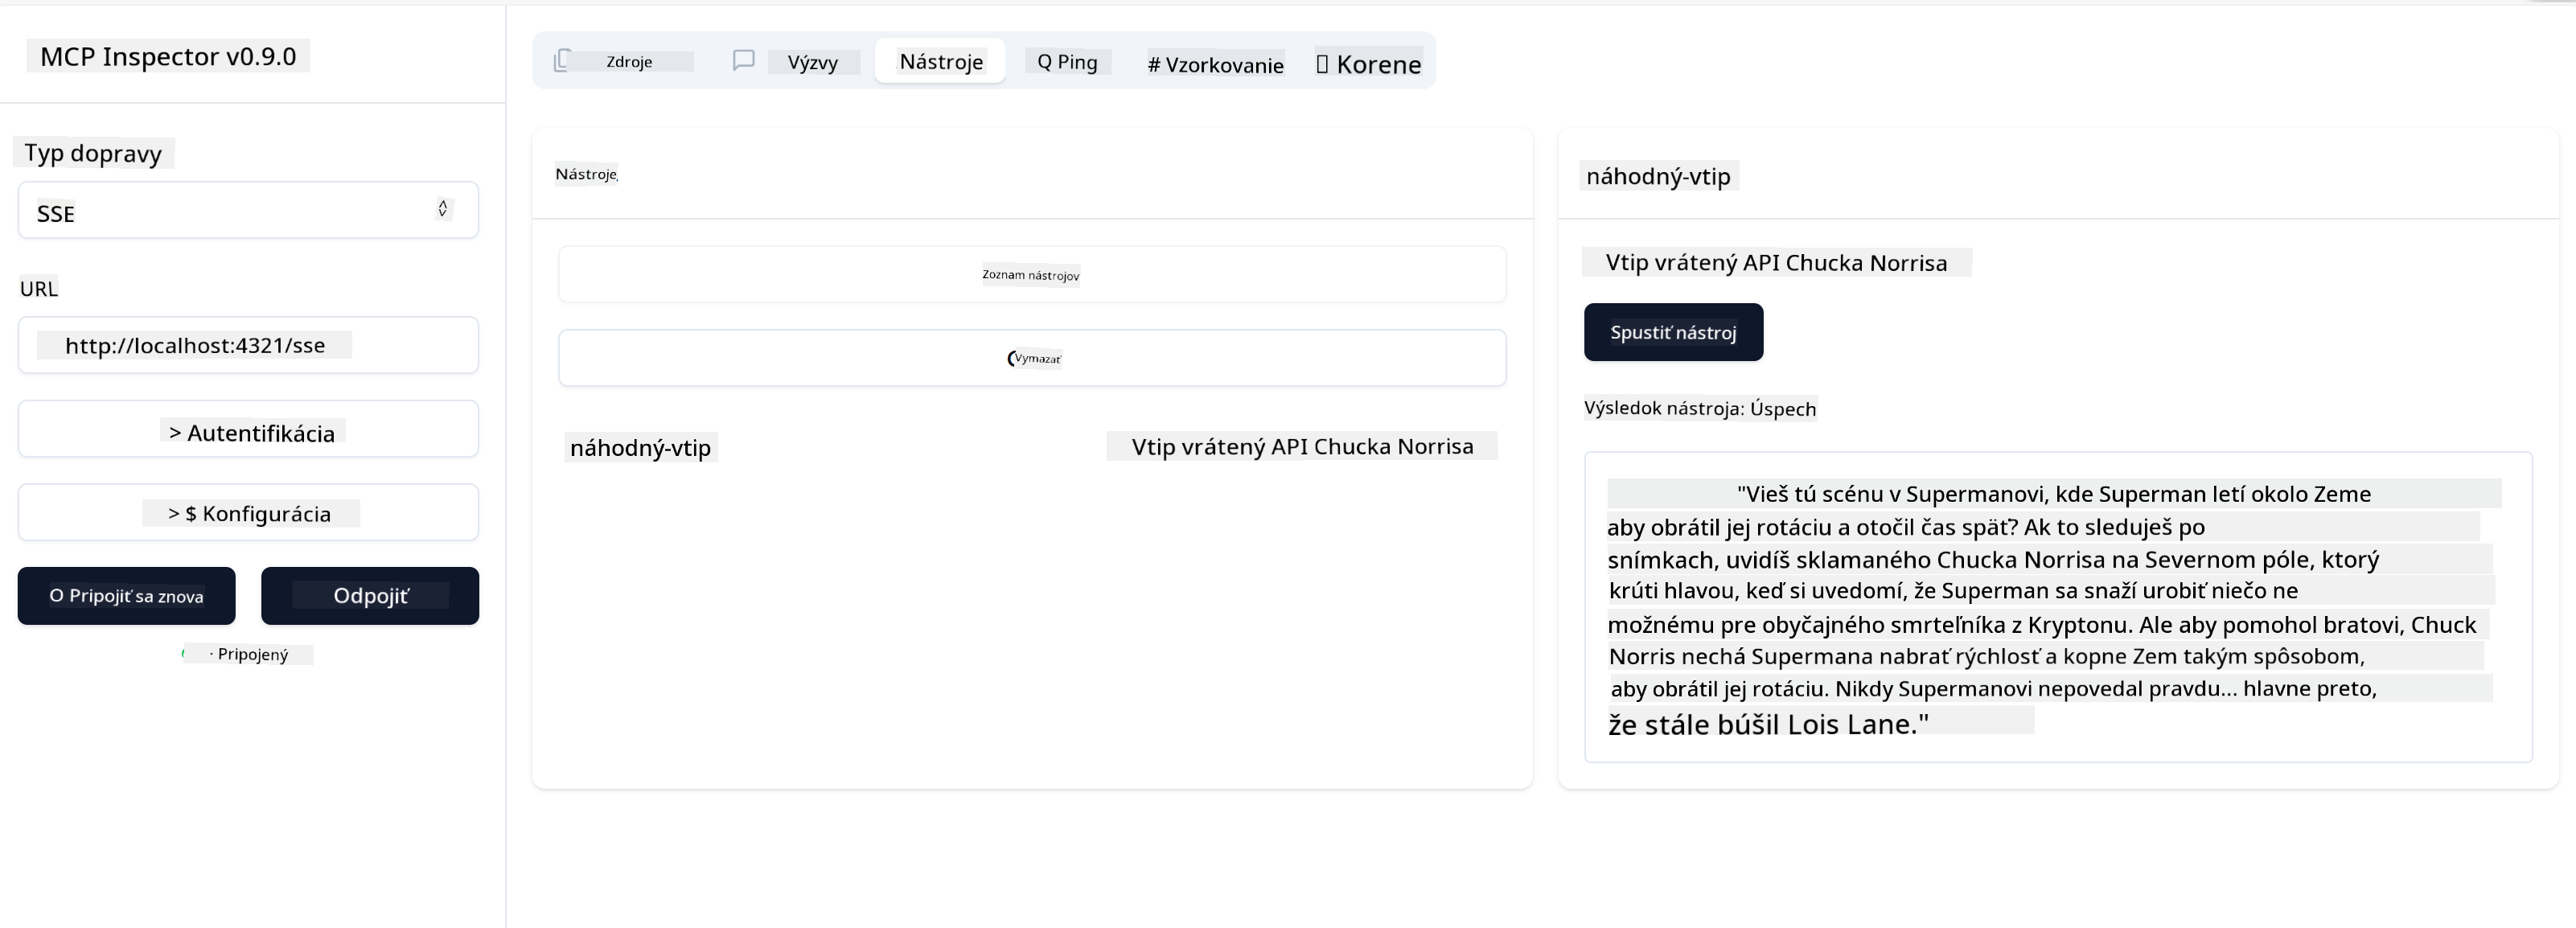 MCP Inspector v0.9.0
Typ dopravy
SSE
URL
http://localhost:4321/sse
> Autentifikácia
> $ Konfigurácia
O Pripojiť sa znova
Odpojiť
· Pripojený
Zdroje
Výzvy
Nástroje
Q Ping
# Vzorkovanie
Korene
Nástroje
Zoznam nástrojov
Vymazať
náhodný-vtip
Vtip vrátený API Chucka Norrisa
náhodný-vtip
Vtip vrátený API Chucka Norrisa
Spustiť nástroj
Výsledok nástroja: Úspech
"Vieš tú scénu v Supermanovi, kde Superman letí okolo Zeme
aby obrátil jej rotáciu a otočil čas späť? Ak to sleduješ po
snímkach, uvidíš sklamaného Chucka Norrisa na Severnom póle, ktorý
krúti hlavou, keď si uvedomí, že Superman sa snaží urobiť niečo ne
možnému pre obyčajného smrteľníka z Kryptonu. Ale aby pomohol bratovi, Chuck
Norris nechá Supermana nabrať rýchlosť a kopne Zem takým spôsobom,
aby obrátil jej rotáciu. Nikdy Supermanovi nepovedal pravdu... hlavne preto,
že stále búšil Lois Lane."